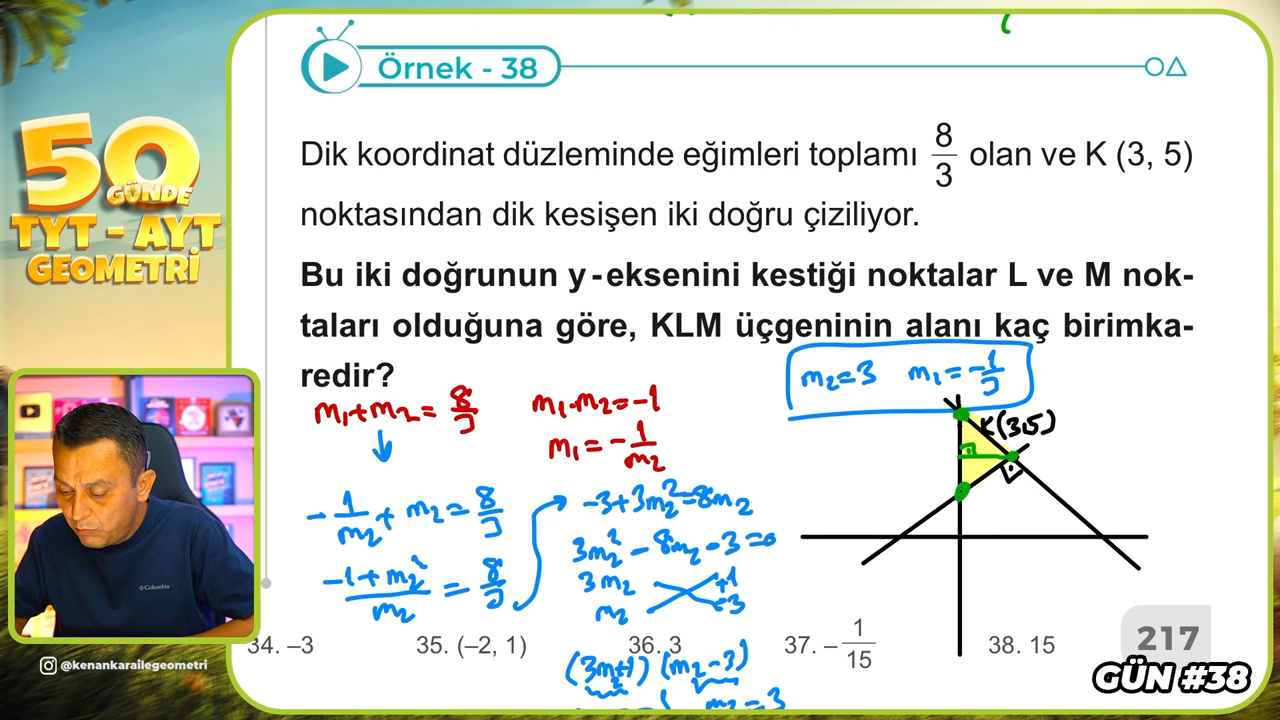 Örnek - 38
50
GÜNDE
TYT - AYT
GEOMETRİ
Dik koordinat düzleminde eğimleri toplamı 8/3 olan ve K (3, 5)
noktasından dik kesişen iki doğru çiziliyor.
Bu iki doğrunun y-eksenini kestiği noktalar L ve M nok-
taları olduğuna göre, KLM üçgeninin alanı kaç birimka-
redir?
m₂=3 m₁=-1/3
m₁+m₂=8/3
m₁.m₂=-1
m₁=-1/m₂
K(3,5)
-1/m₂+m₂=8/3
-3+3m₂²=8m₂
3m₂²-8m₂-3=0
(-1+m₂²)/m₂=8/3
3m₂ +1
m₂ -3
34. –3 35. (–2, 1) 36. 3 37. –1/15 38. 15
217
(3m₂+1)(m₂-3)
m₂=3
@kenankarailegeometri
GÜN #38
Columbia